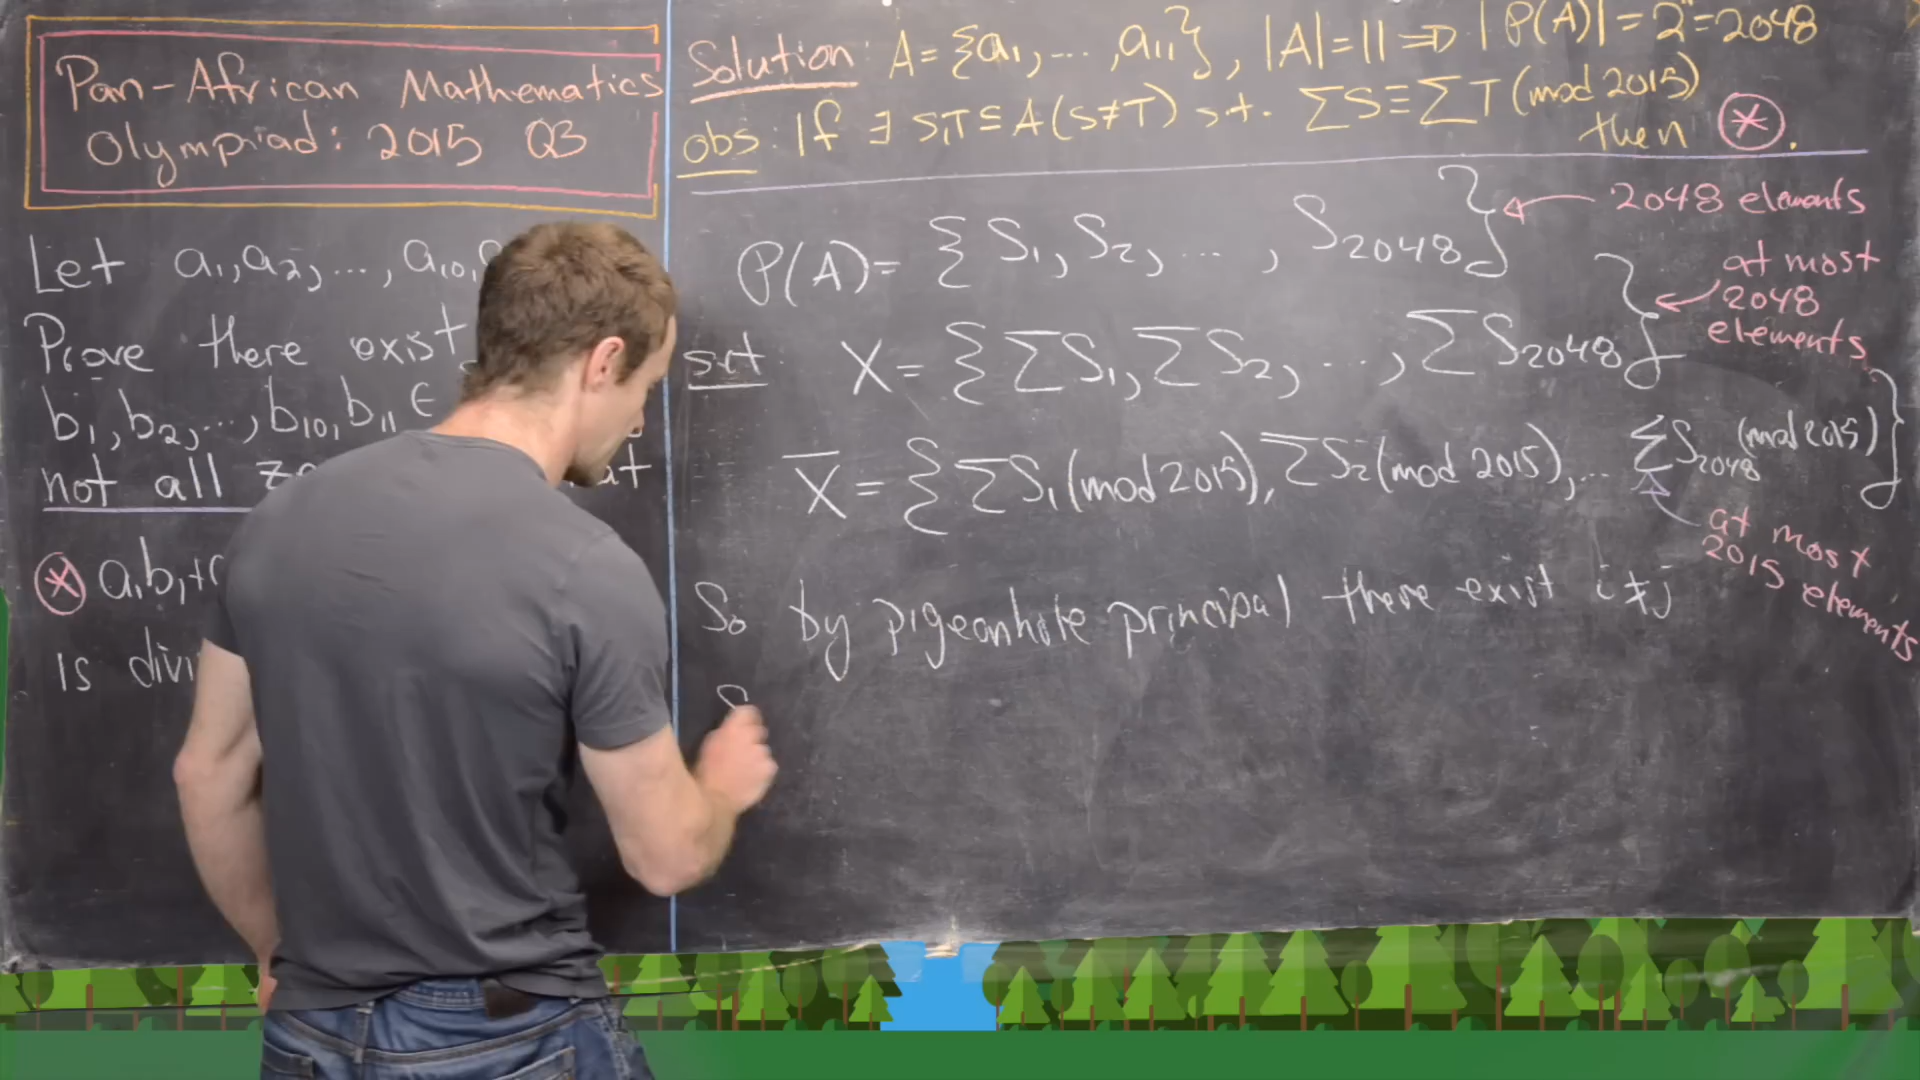 Pan-African Mathematics
Olympiad: 2015 Q3
Let a₁, a₂, ..., a₁₀,
Prove there exist
b₁, b₂, ..., b₁₀, b₁₁ ∈
not all
⊛ a₁b₁+
is
Solution: A = {a₁, ..., a₁₁}, |A| = 11 ⇒ |P(A)| = 2¹¹ = 2048
obs: If ∃ S,T ⊆ A (S≠T) s.t. ΣS ≡ ΣT (mod 2015)
then ⊛.
P(A) = {S₁, S₂, ..., S₂₀₄₈} ← 2048 elements
set: X = {ΣS₁, ΣS₂, ..., ΣS₂₀₄₈} ← at most
2048
elements
X̄ = {ΣS₁ (mod 2015), ΣS₂ (mod 2015), ... ΣS₂₀₄₈ (mod 2015)}
at most
2015 elements
So by pigeonhole principal there exist i≠j